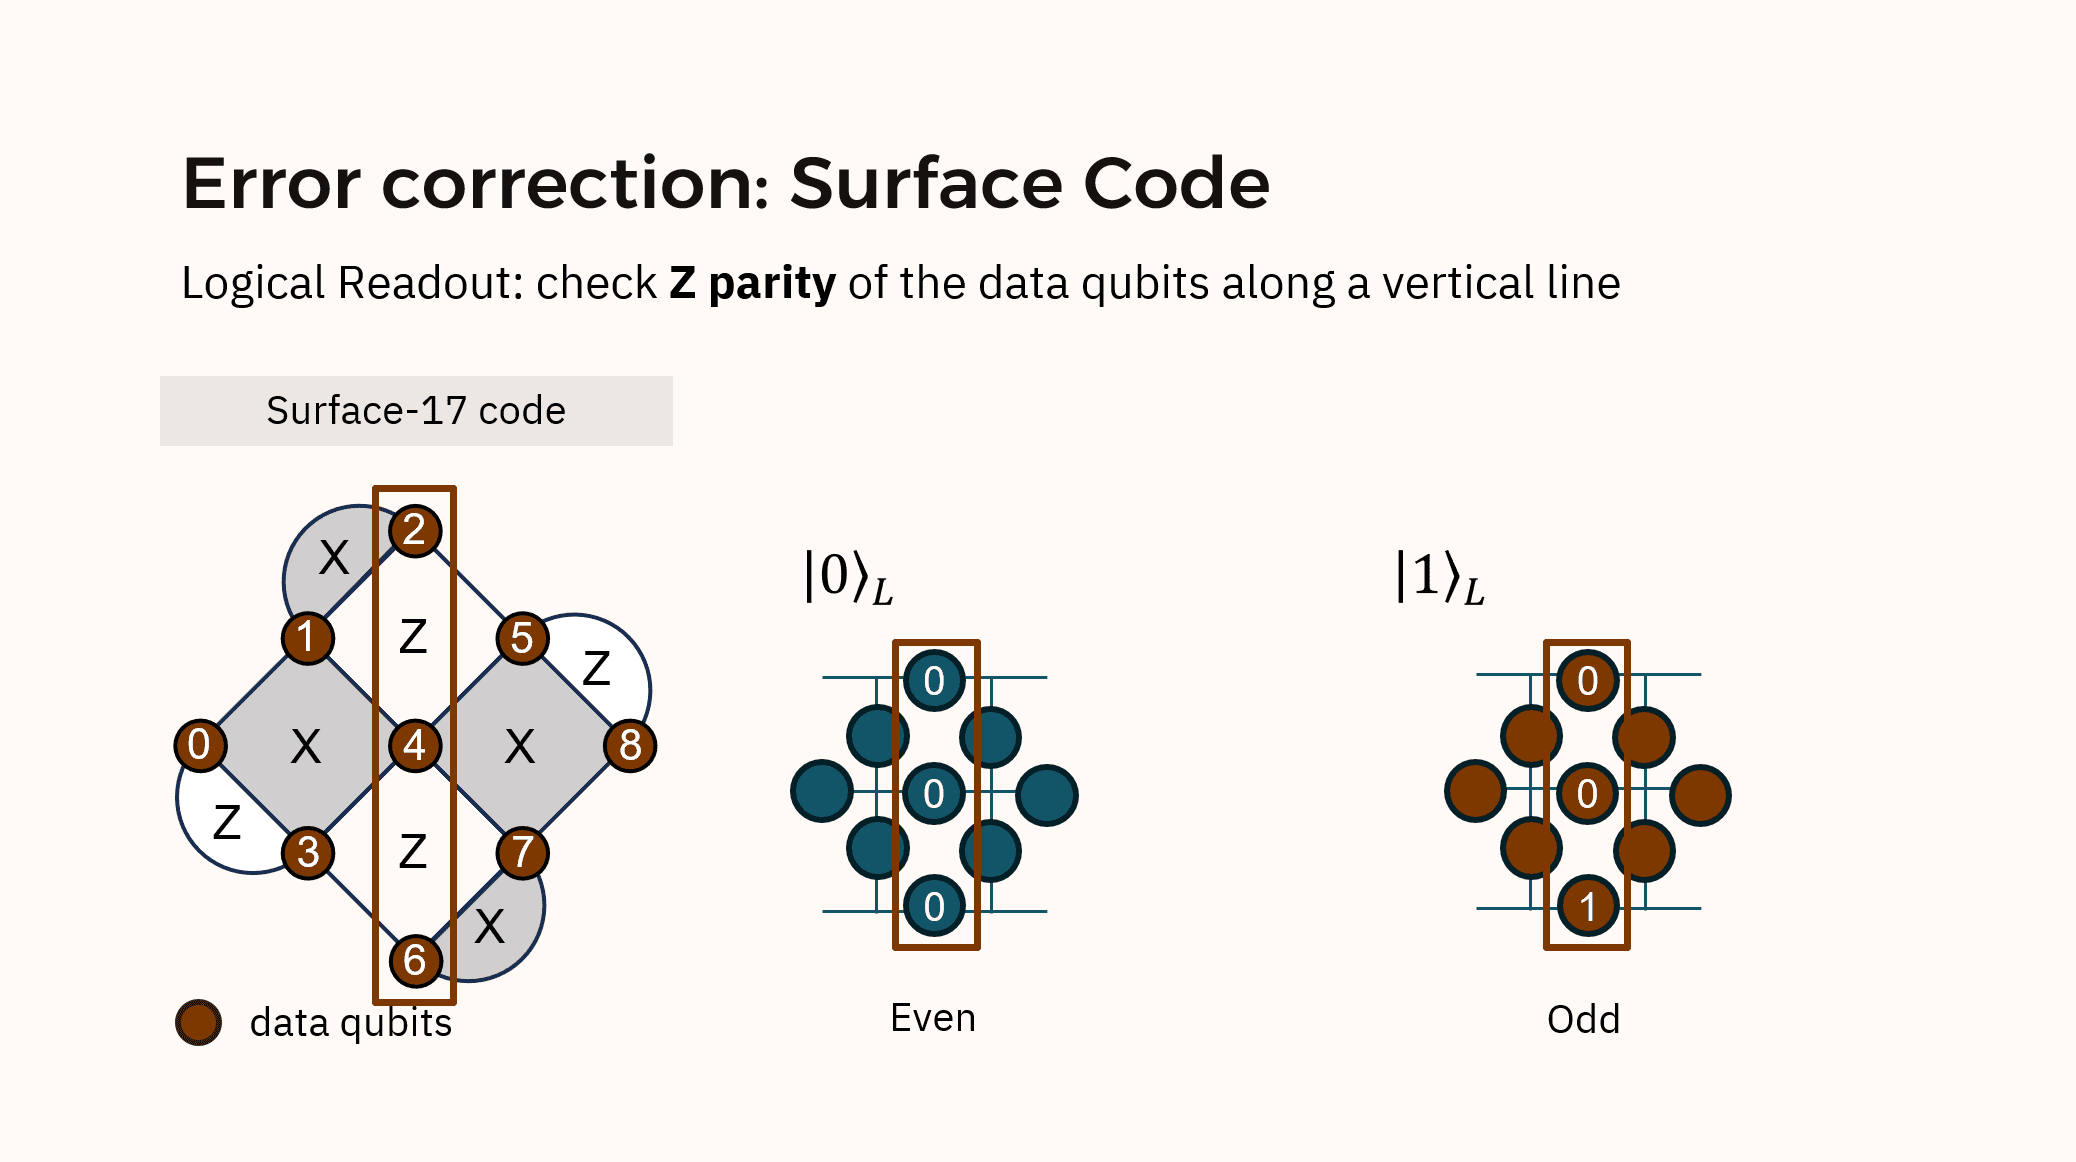 Error correction: Surface Code
Logical Readout: check Z parity of the data qubits along a vertical line
Surface-17 code
2
X
1
Z
5
Z
0
X
4
X
8
Z
3
Z
7
X
6
data qubits
|0⟩L
0
0
0
Even
|1⟩L
0
0
1
Odd